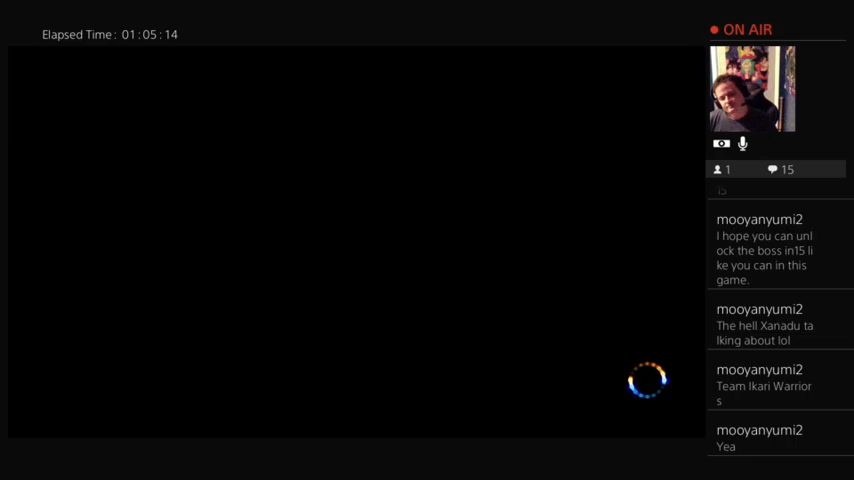 Elapsed Time: 01:05:14
ON AIR
1
15
mooyanyumi2
I hope you can unl
ock the boss in15 li
ke you can in this
game.
mooyanyumi2
The hell Xanadu ta
lking about lol
mooyanyumi2
Team Ikari Warrior
s
mooyanyumi2
Yea